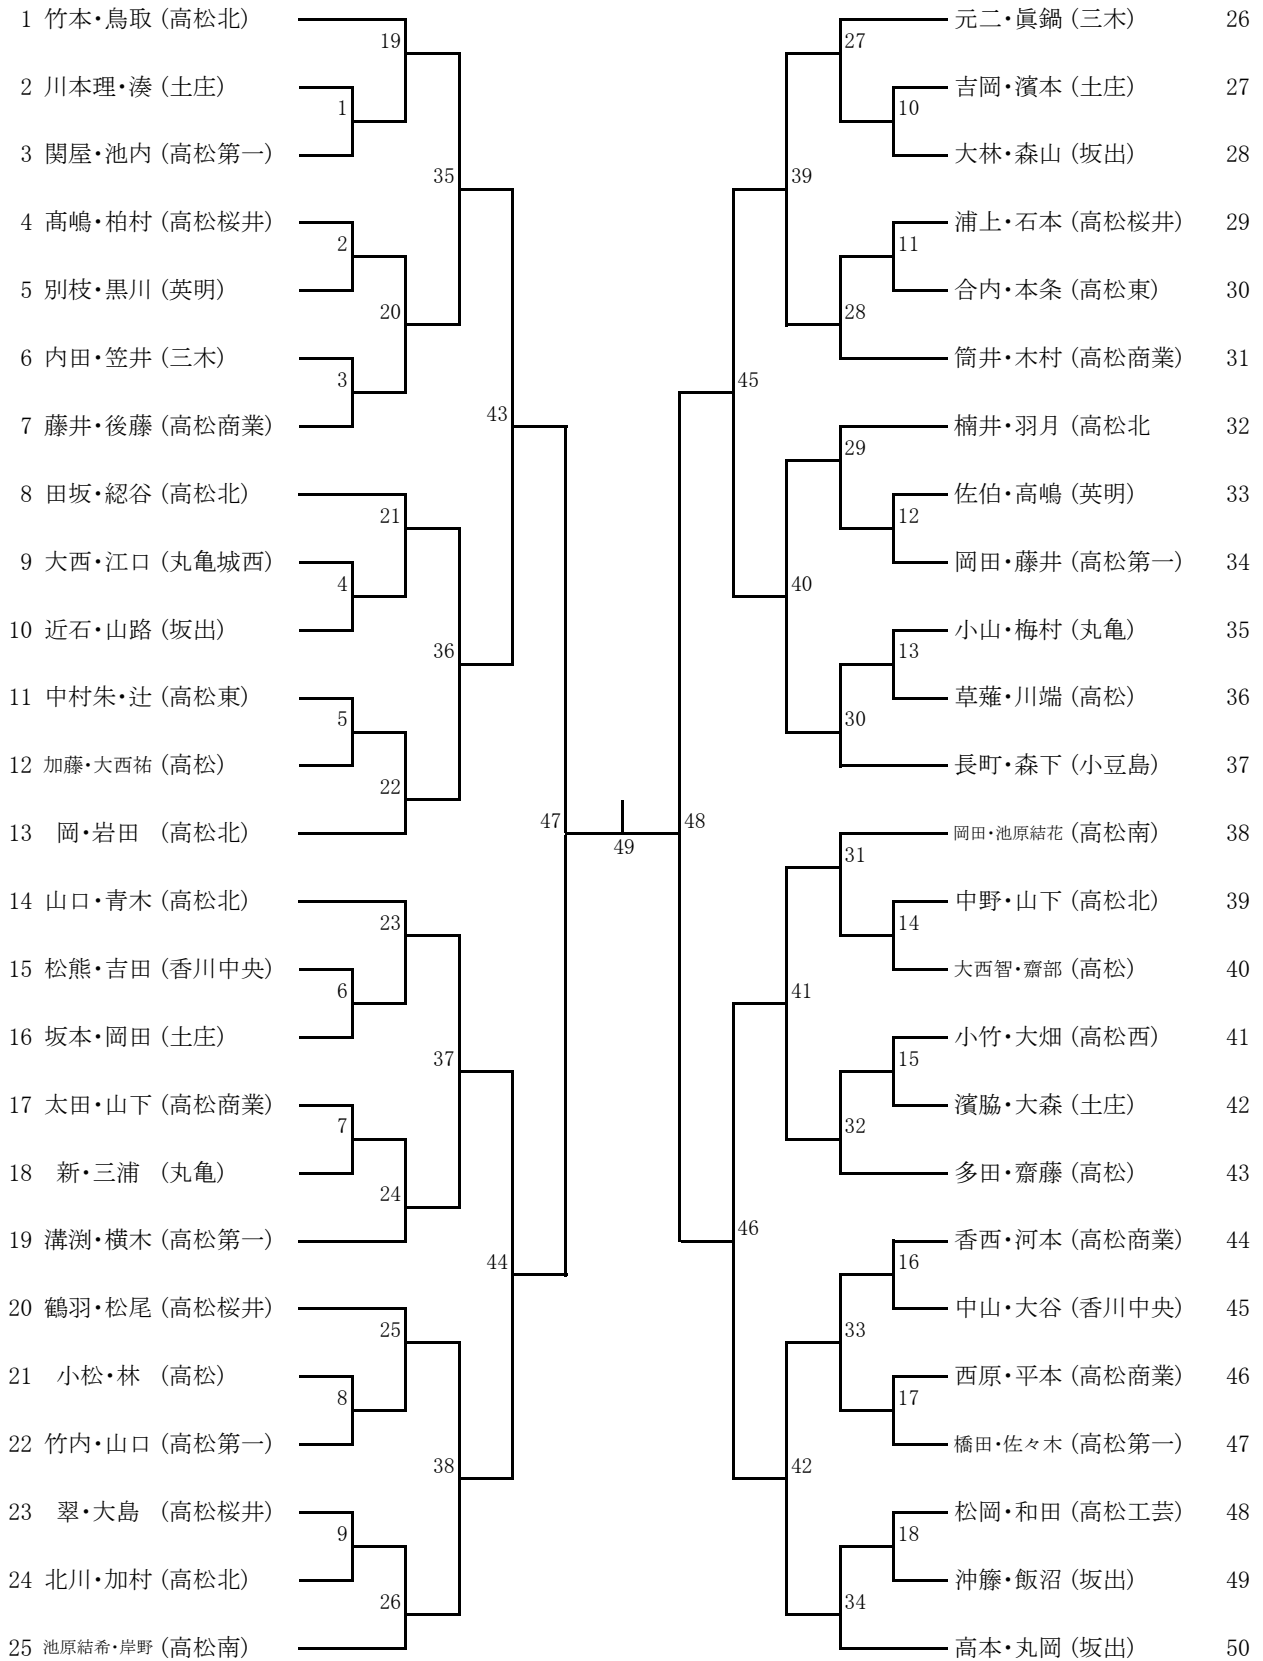 1 竹本・鳥取 (高松北)
2 川本理・湊 (土庄)
3 関屋・池内 (高松第一)
4 髙嶋・柏村 (高松桜井)
5 別枝・黒川 (英明)
6 内田・笠井 (三木)
7 藤井・後藤 (高松商業)
8 田坂・綛谷 (高松北)
9 大西・江口 (丸亀城西)
10 近石・山路 (坂出)
11 中村朱・辻 (高松東)
12 加藤・大西祐 (高松)
13 岡・岩田 (高松北)
14 山口・青木 (高松北)
15 松熊・吉田 (香川中央)
16 坂本・岡田 (土庄)
17 太田・山下 (高松商業)
18 新・三浦 (丸亀)
19 溝渕・横木 (高松第一)
20 鶴羽・松尾 (高松桜井)
21 小松・林 (高松)
22 竹内・山口 (高松第一)
23 翠・大島 (高松桜井)
24 北川・加村 (高松北)
25 池原結希・岸野 (高松南)
1
2
3
4
5
6
7
8
9
19
20
21
22
23
24
25
26
35
36
37
38
43
44
47
49
48
45
46
39
40
41
42
27
28
29
30
31
32
33
34
10
11
12
13
14
15
16
17
18
元二・眞鍋 (三木) 26
吉岡・濱本 (土庄) 27
大林・森山 (坂出) 28
浦上・石本 (高松桜井) 29
合内・本条 (高松東) 30
筒井・木村 (高松商業) 31
楠井・羽月 (高松北 32
佐伯・高嶋 (英明) 33
岡田・藤井 (高松第一) 34
小山・梅村 (丸亀) 35
草薙・川端 (高松) 36
長町・森下 (小豆島) 37
岡田・池原結花 (高松南) 38
中野・山下 (高松北) 39
大西智・齋部 (高松) 40
小竹・大畑 (高松西) 41
濱脇・大森 (土庄) 42
多田・齋藤 (高松) 43
香西・河本 (高松商業) 44
中山・大谷 (香川中央) 45
西原・平本 (高松商業) 46
橋田・佐々木 (高松第一) 47
松岡・和田 (高松工芸) 48
沖籐・飯沼 (坂出) 49
高本・丸岡 (坂出) 50